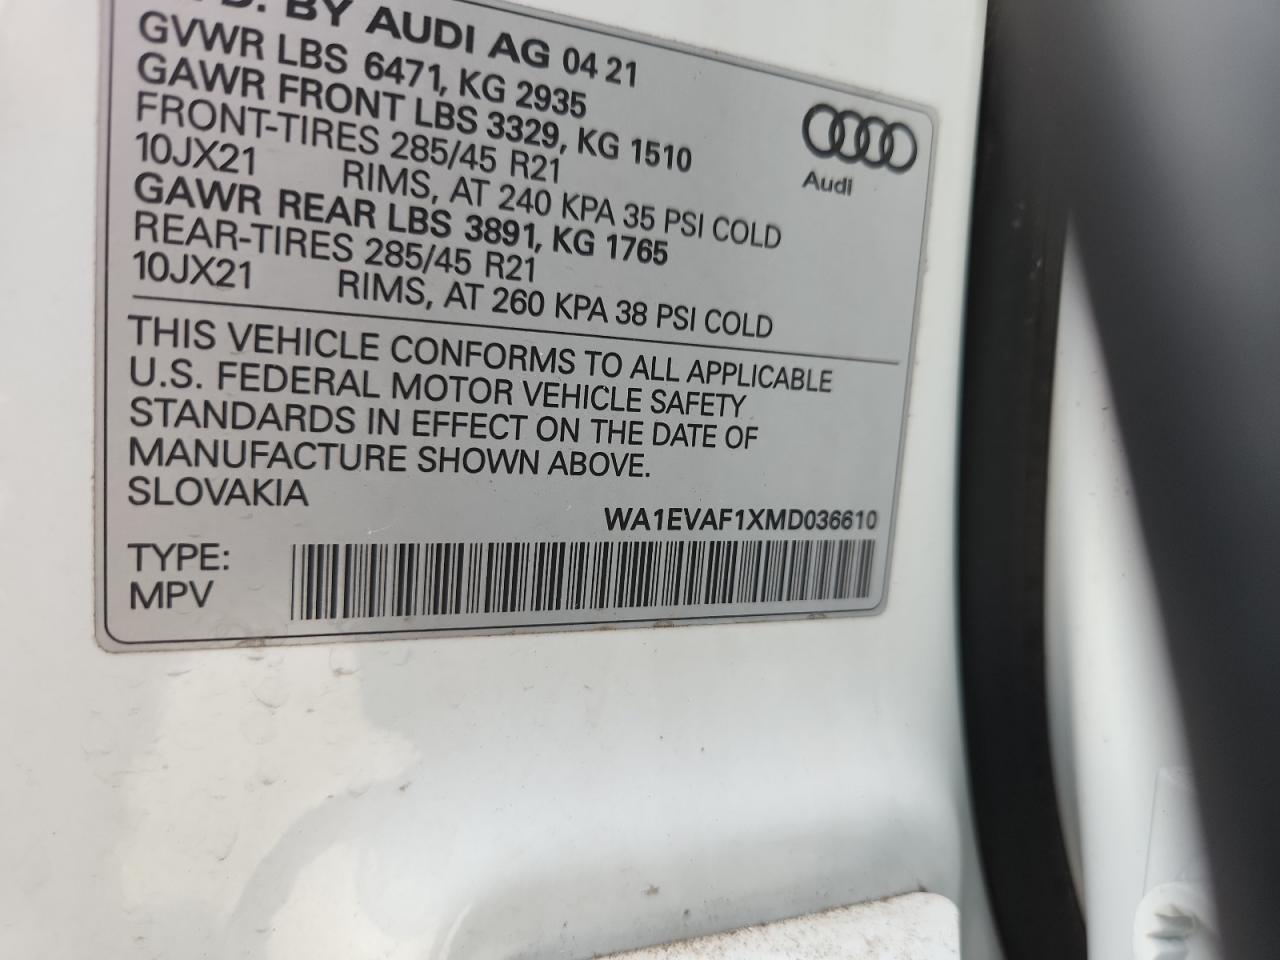 BY AUDI AG 04 21
GVWR LBS 6471, KG 2935
GAWR FRONT LBS 3329, KG 1510
FRONT-TIRES 285/45 R21
10JX21 RIMS, AT 240 KPA 35 PSI COLD
GAWR REAR LBS 3891, KG 1765
REAR-TIRES 285/45 R21
10JX21 RIMS, AT 260 KPA 38 PSI COLD
Audi
THIS VEHICLE CONFORMS TO ALL APPLICABLE
U.S. FEDERAL MOTOR VEHICLE SAFETY
STANDARDS IN EFFECT ON THE DATE OF
MANUFACTURE SHOWN ABOVE.
SLOVAKIA
WA1EVAF1XMD036610
TYPE:
MPV